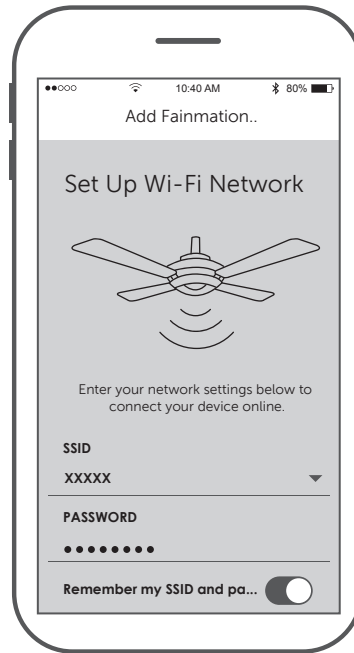 10:40 AM 80%
Add Fainmation..
Set Up Wi-Fi Network
Enter your network settings below to
connect your device online.
SSID
XXXXX
PASSWORD
●●●●●●●●
Remember my SSID and pa...